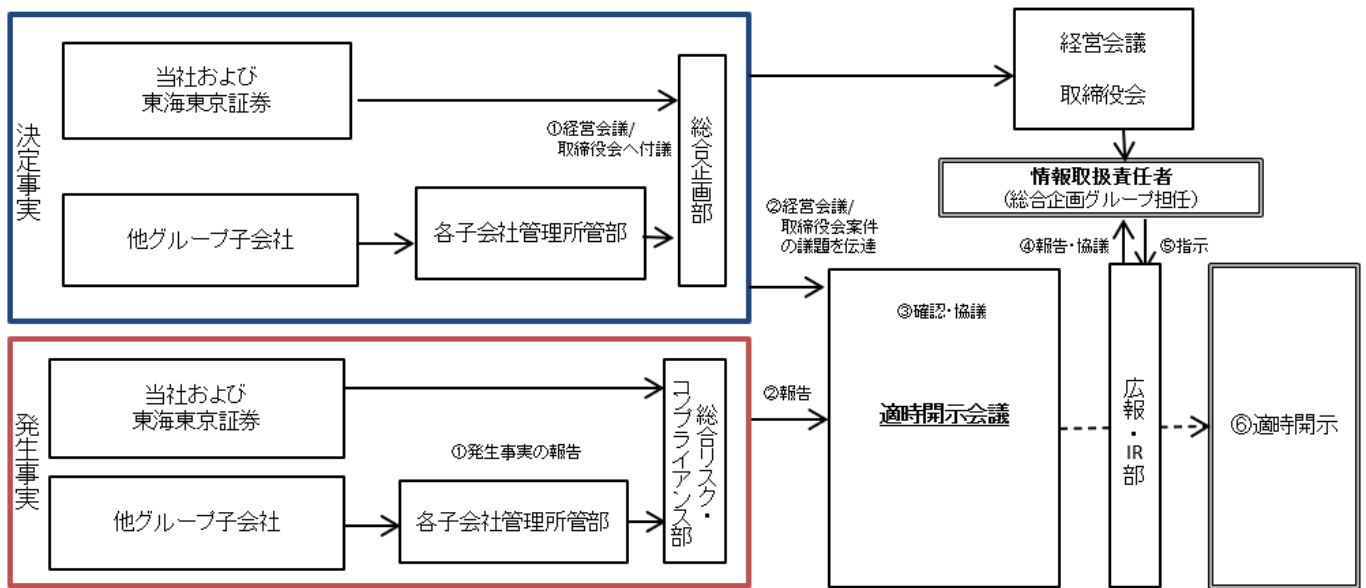 決定事実
当社および
東海東京証券
①経営会議/
取締役会へ付議
総合企画部
他グループ子会社
各子会社管理所管部
経営会議
取締役会
情報取扱責任者
(総合企画グループ担任)
②経営会議/
取締役会案件
の議題を伝達
④報告・協議
⑤指示
発生事実
当社および
東海東京証券
①発生事実の報告
他グループ子会社
各子会社管理所管部
総合リスク・
コンプライアンス部
②報告
③確認・協議
適時開示会議
広報・IR部
⑥適時開示